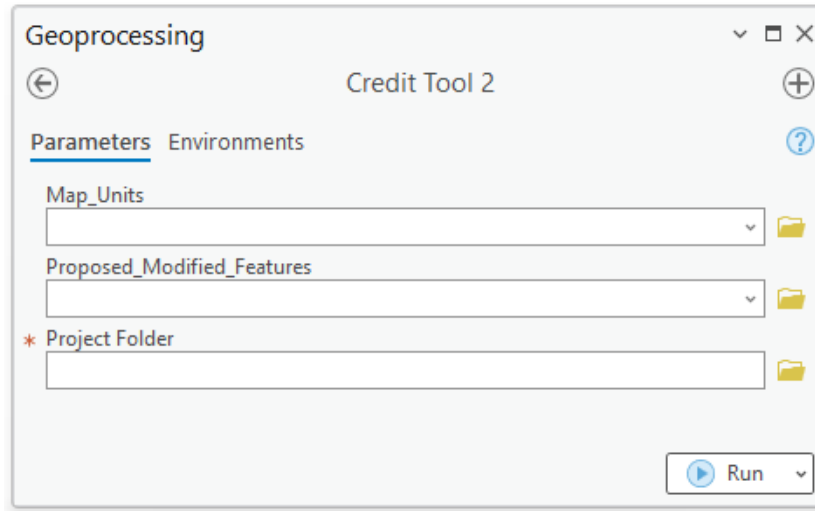 Geoprocessing
Credit Tool 2
Parameters Environments
Map_Units
Proposed_Modified_Features
* Project Folder
Run